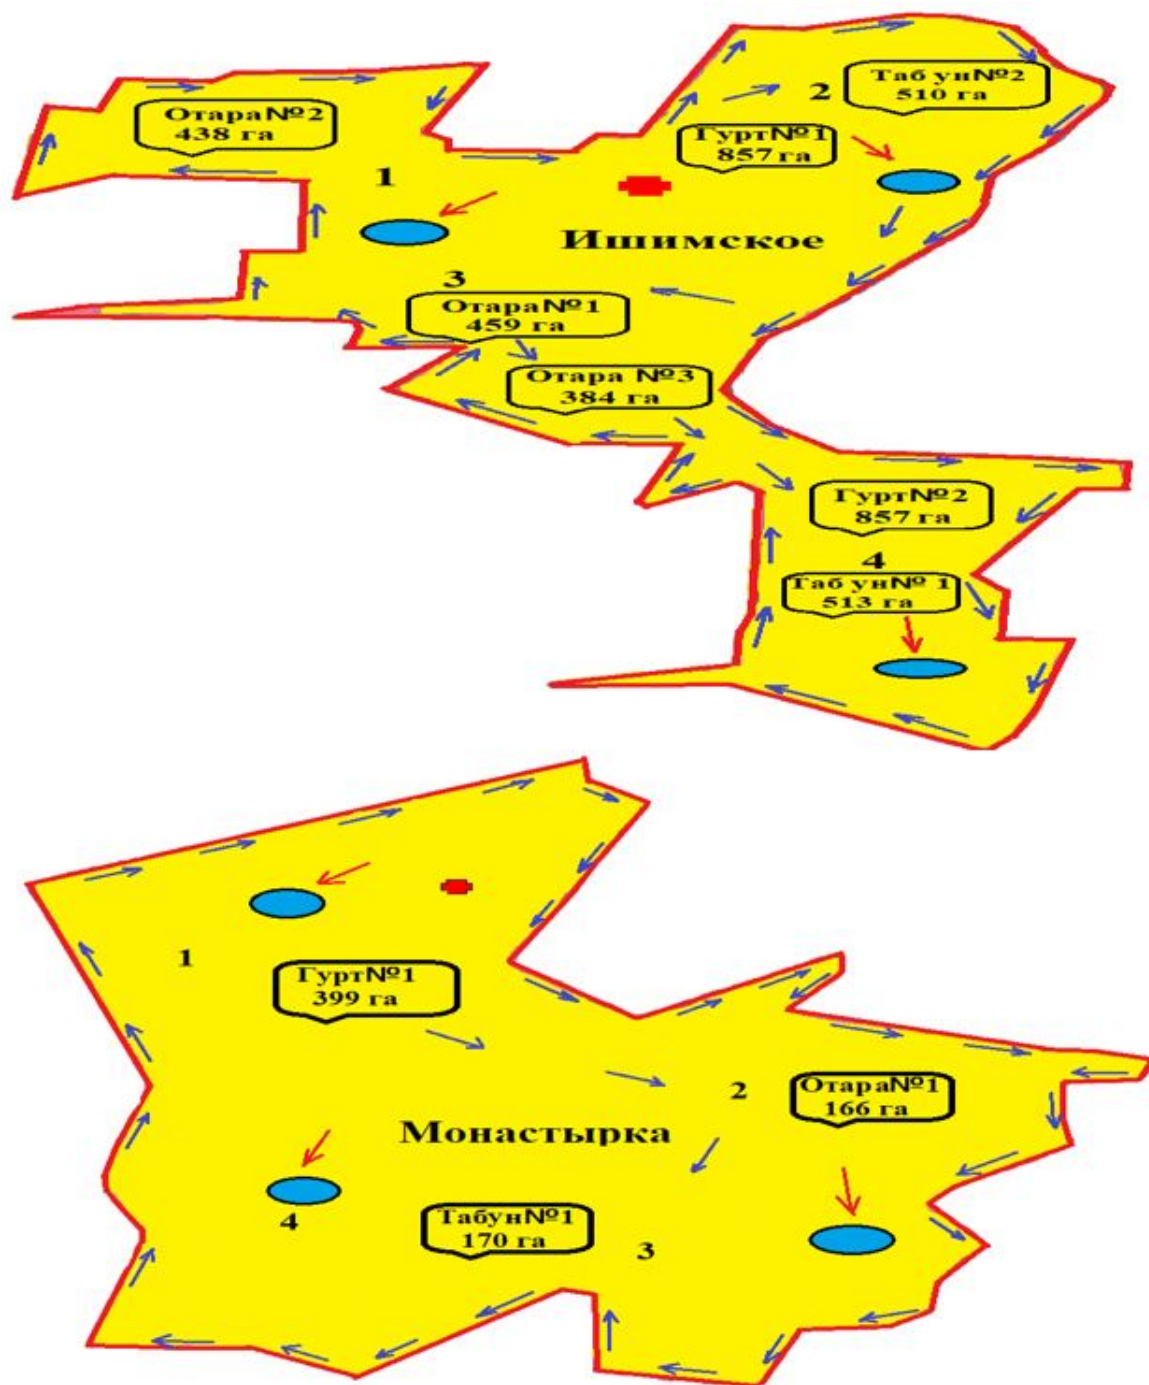 Отара№2
438 га
2
Таб ун№2
510 га
Гурт№1
857 га
1
Ишимское
3
Отара№1
459 га
Отара №3
384 га
Гурт№2
857 га
4
Таб ун№ 1
513 га
1
Гурт№1
399 га
2
Отара№1
166 га
Монастырка
4
Табун№1
170 га
3